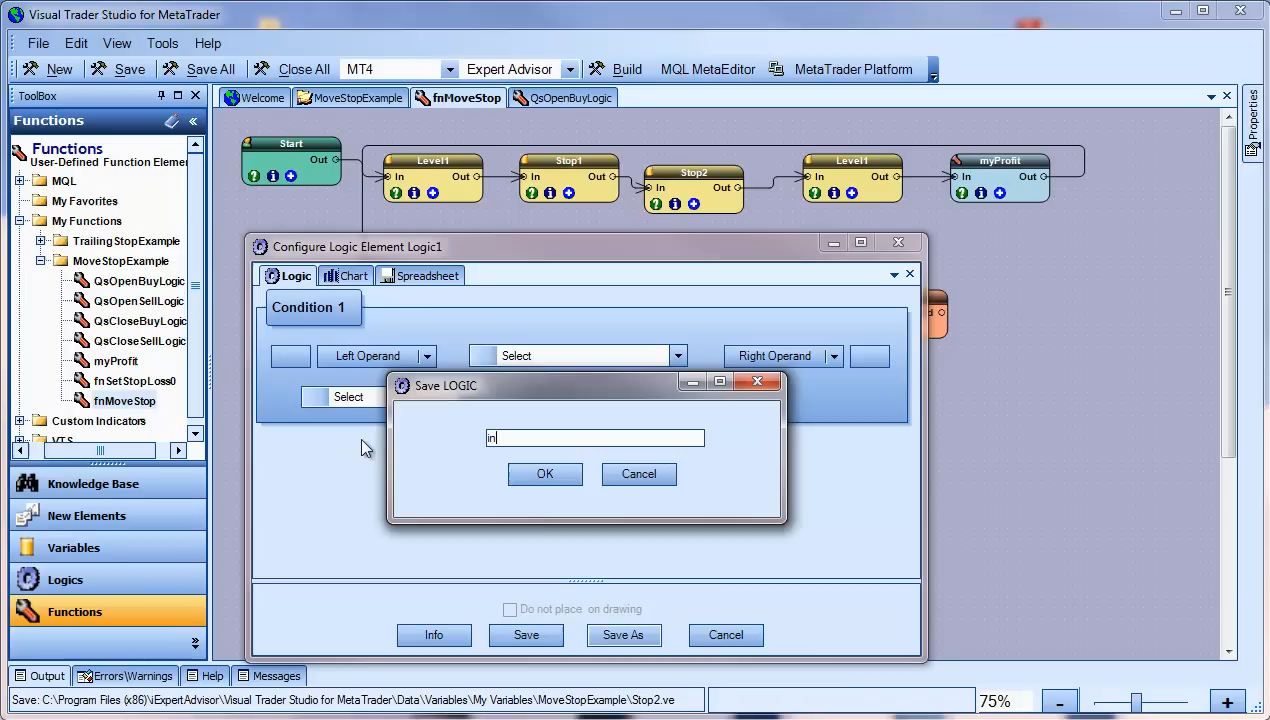 Visual Trader Studio for MetaTrader
File Edit View Tools Help
New Save Save All Close All MT4 Expert Advisor Build MQL MetaEditor MetaTrader Platform
ToolBox
Welcome MoveStopExample fnMoveStop QsOpenBuyLogic
Properties
Functions
Functions
User-Defined Function Elemer
MQL
My Favorites
My Functions
TrailingStopExample
MoveStopExample
QsOpenBuyLogic
QsOpenSellLogic
QsCloseBuyLogic
QsCloseSellLogic
myProfit
fnSetStopLoss0
fnMoveStop
Custom Indicators
VTS
Knowledge Base
New Elements
Variables
Logics
Functions
Start
Out
Level1
In Out
Stop1
In Out
Stop2
In Out
Level1
In Out
myProfit
In Out
d
Configure Logic Element Logic1
Logic Chart Spreadsheet
Condition 1
Left Operand Select Right Operand
Select
Save LOGIC
in
OK Cancel
Do not place on drawing
Info Save Save As Cancel
Output Errors/Warnings Help Messages
Save: C:\Program Files (x86)\iExpertAdvisor\Visual Trader Studio for MetaTrader\Data\Variables\My Variables\MoveStopExample\Stop2.ve
75% - +